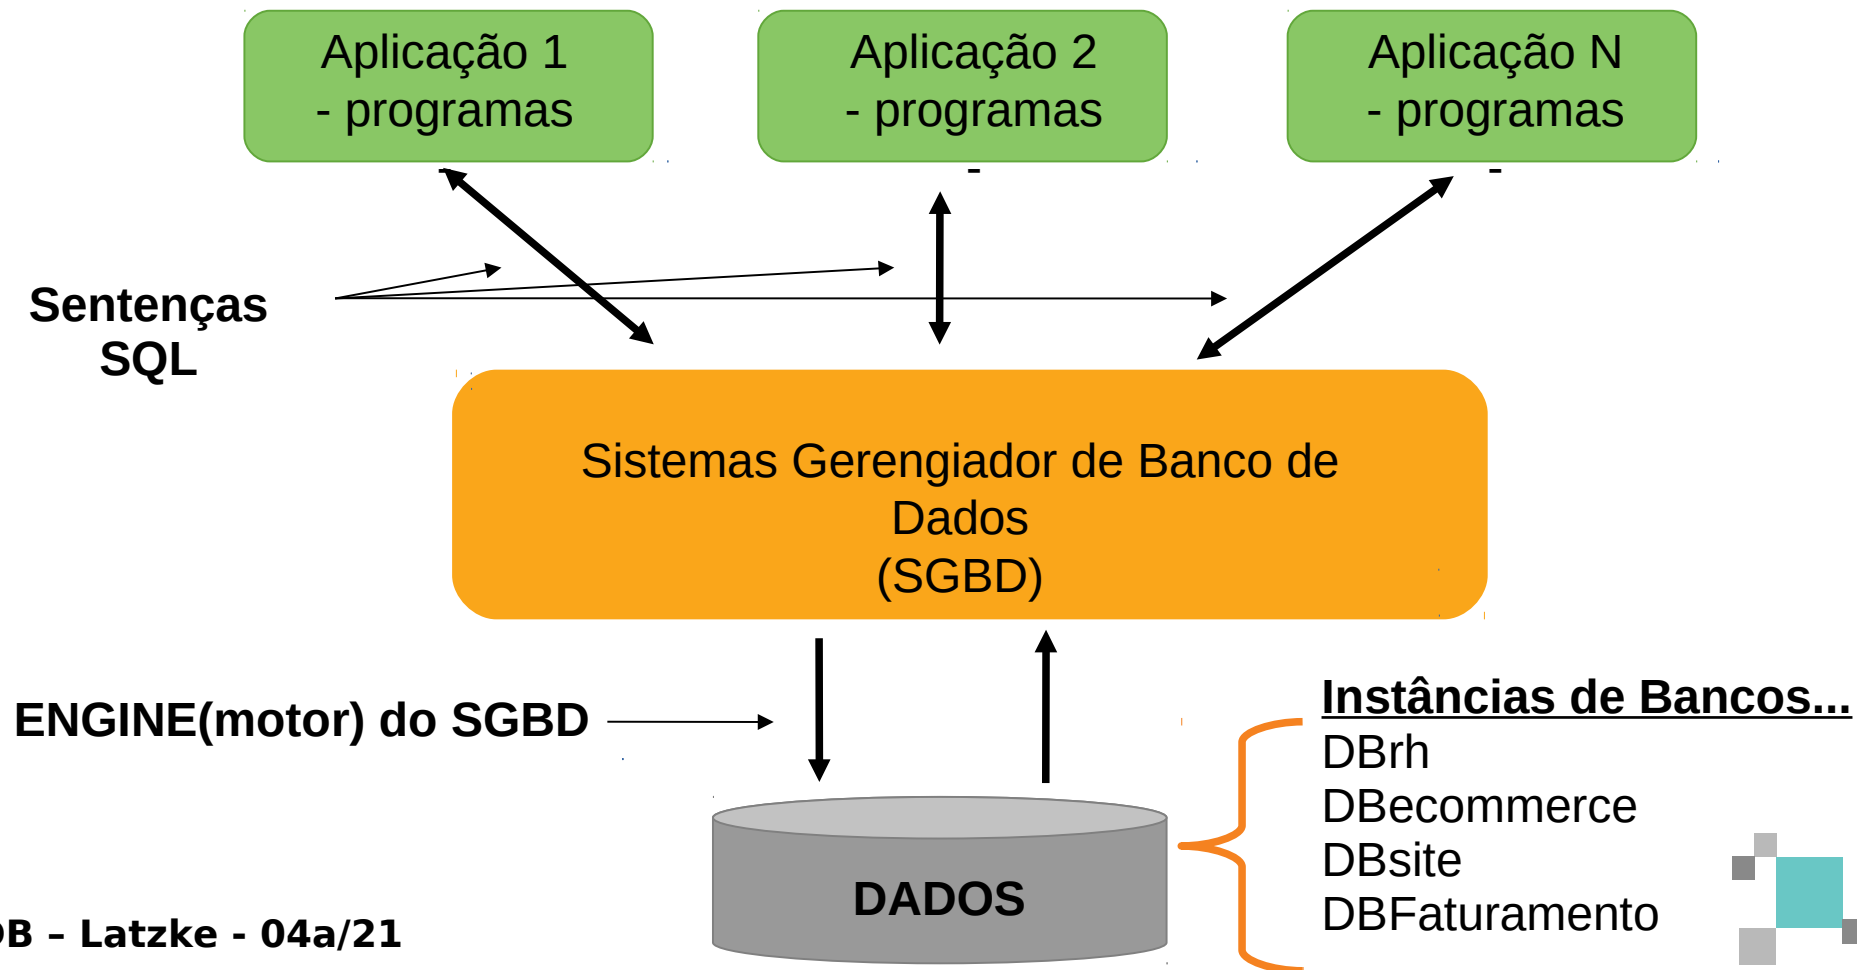 Aplicação 1
- programas
-
Aplicação 2
- programas
-
Aplicação N
- programas
-
Sentenças
SQL
Sistemas Gerengiador de Banco de
Dados
(SGBD)
ENGINE(motor) do SGBD
Instâncias de Bancos...
DBrh
DBecommerce
DBsite
DBFaturamento
DADOS
– Latzke - 04a/21